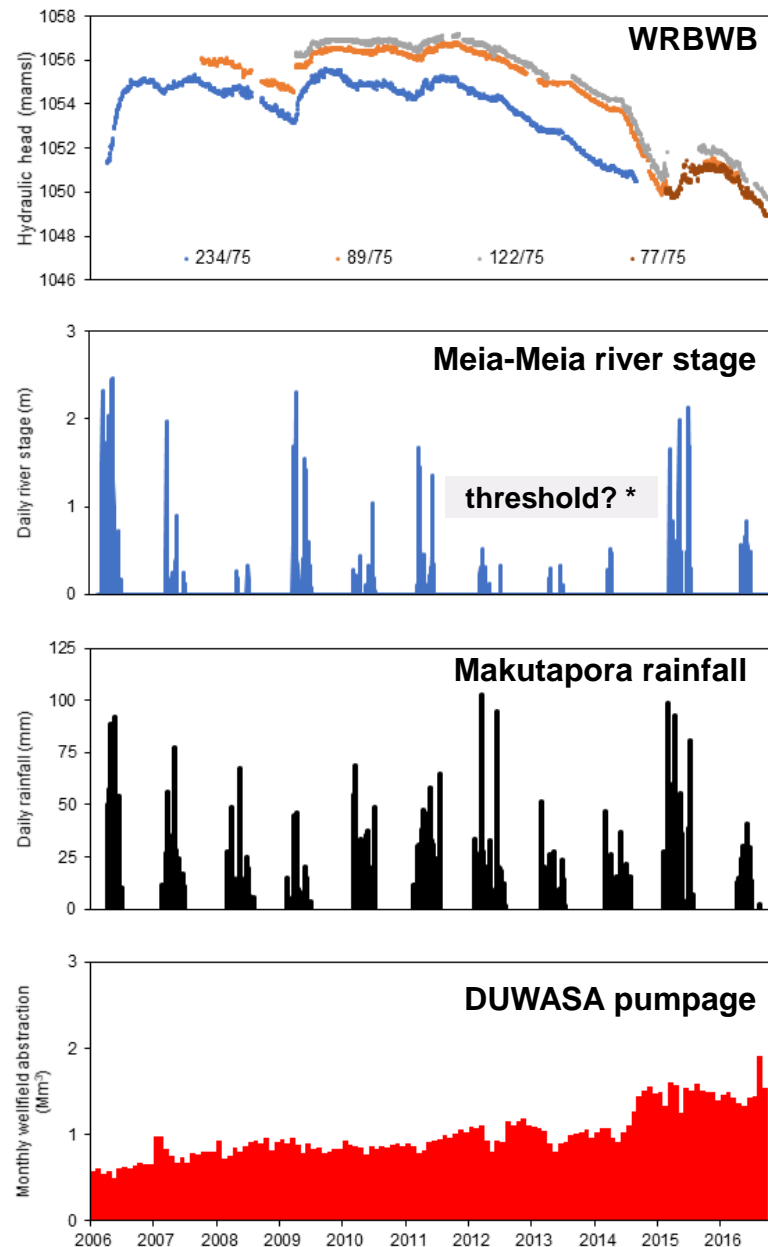 1058
1056
1054
1052
1050
1048
1046
Hydraulic head (mamsl)
WRBWB
234/75 89/75 122/75 77/75
3
2
1
0
Daily river stage (m)
Meia-Meia river stage
threshold? *
125
100
75
50
25
0
Daily rainfall (mm)
Makutapora rainfall
3
2
1
0
Monthly wellfield abstraction
(Mm³)
DUWASA pumpage
2006 2007 2008 2009 2010 2011 2012 2013 2014 2015 2016